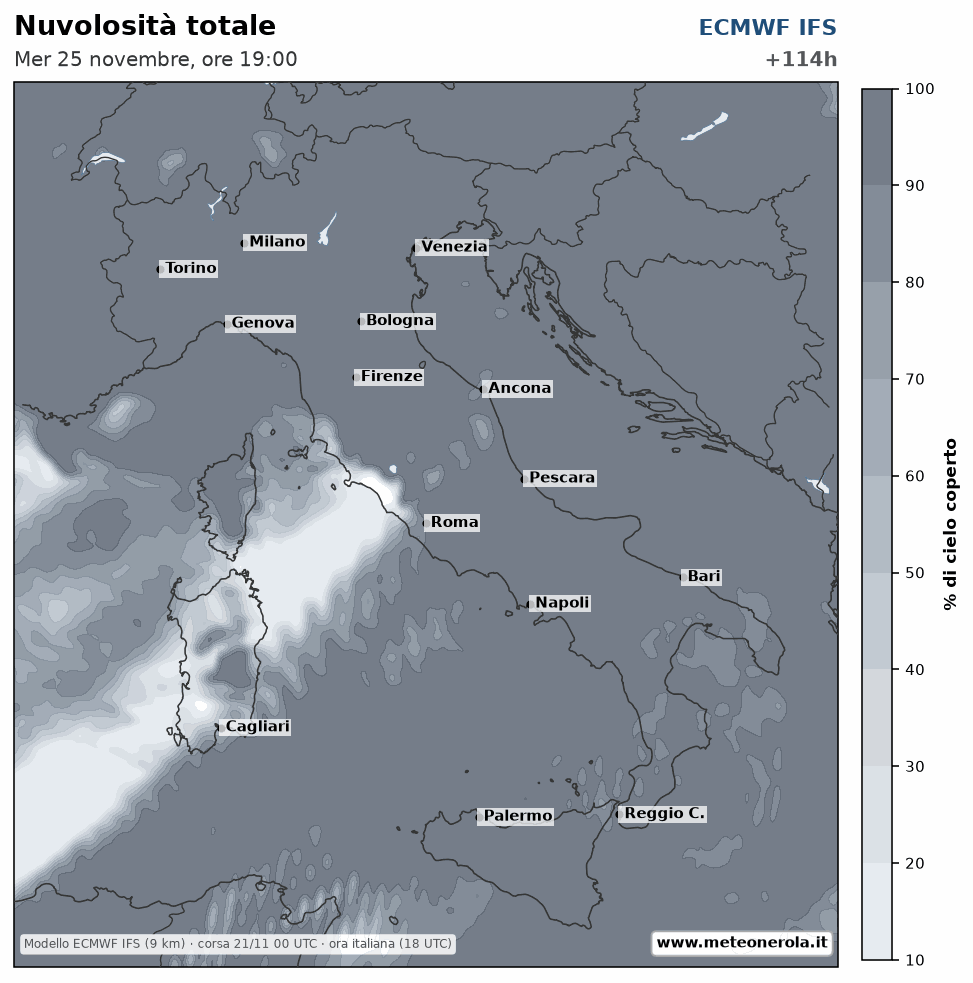 Nuvolosità totale
ECMWF IFS
Mer 25 novembre, ore 19:00
+114h
100
90
80
70
60
50
40
30
20
10
% di cielo coperto
Milano
Venezia
Torino
Genova
Bologna
Firenze
Ancona
Pescara
Roma
Bari
Napoli
Cagliari
Palermo
Reggio C.
Modello ECMWF IFS (9 km) · corsa 21/11 00 UTC · ora italiana (18 UTC)
www.meteonerola.it